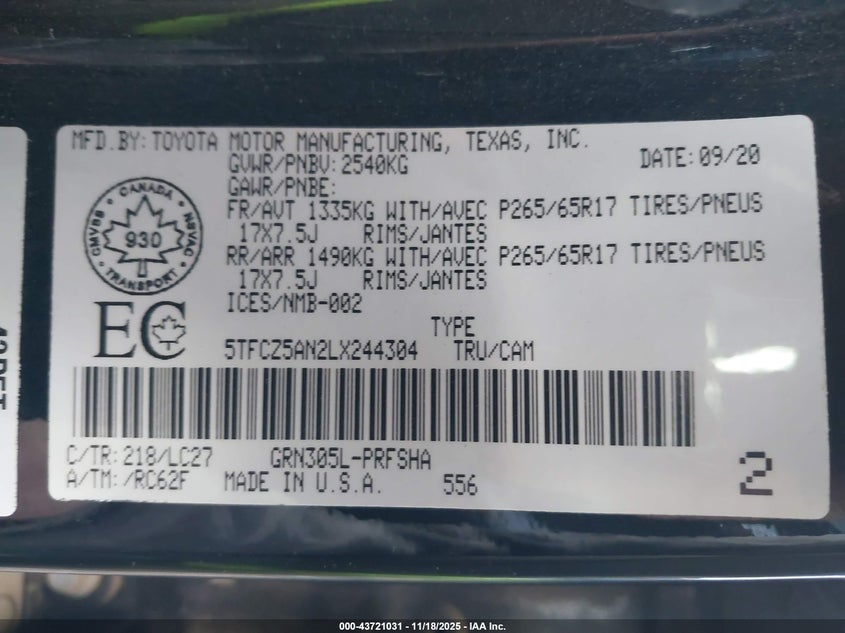 MFD.BY: TOYOTA MOTOR MANUFACTURING, TEXAS, INC.
GVWR/PNBV: 2540KG
DATE: 09/20
GAWR/PNBE:
FR/AVT 1335KG WITH/AVEC P265/65R17 TIRES/PNEUS
17X7.5J RIMS/JANTES
RR/ARR 1490KG WITH/AVEC P265/65R17 TIRES/PNEUS
17X7.5J RIMS/JANTES
ICES/NMB-002
CANADA
CMVSS
NSVAC
930
TRANSPORT
EC
TYPE
5TFCZ5AN2LX244304 TRU/CAM
C/TR: 218/LC27 GRN305L-PRFSHA
A/TM: /RC62F MADE IN U.S.A. 556
2
000-43721031 - 11/18/2025 - IAA Inc.